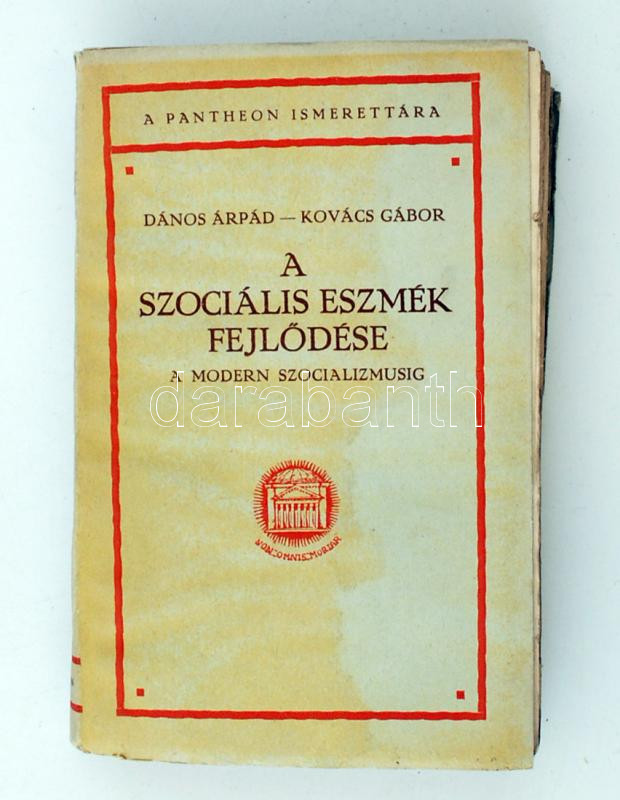 A PANTHEON ISMERETTÁRA
DÁNOS ÁRPÁD — KOVÁCS GÁBOR
A
SZOCIÁLIS ESZMÉK
FEJLŐDÉSE
A MODERN SZOCIALIZMUSIG
darabanth
NON OMNIS MORIAR